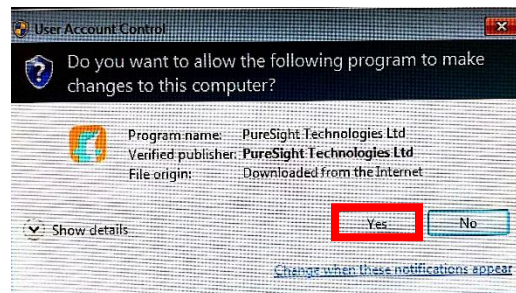 User Account Control
Do you want to allow the following program to make
changes to this computer?
Program name: PureSight Technologies Ltd
Verified publisher: PureSight Technologies Ltd
File origin: Downloaded from the Internet
Show details
Yes
No
Change when these notifications appear